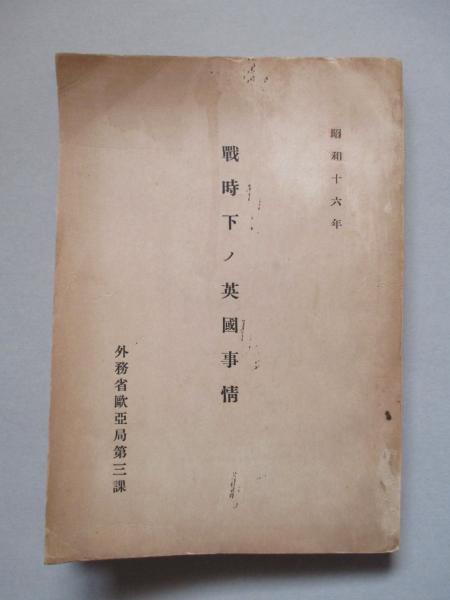 昭和十六年
戰時下ノ英國事情
外務省歐亞局第三課